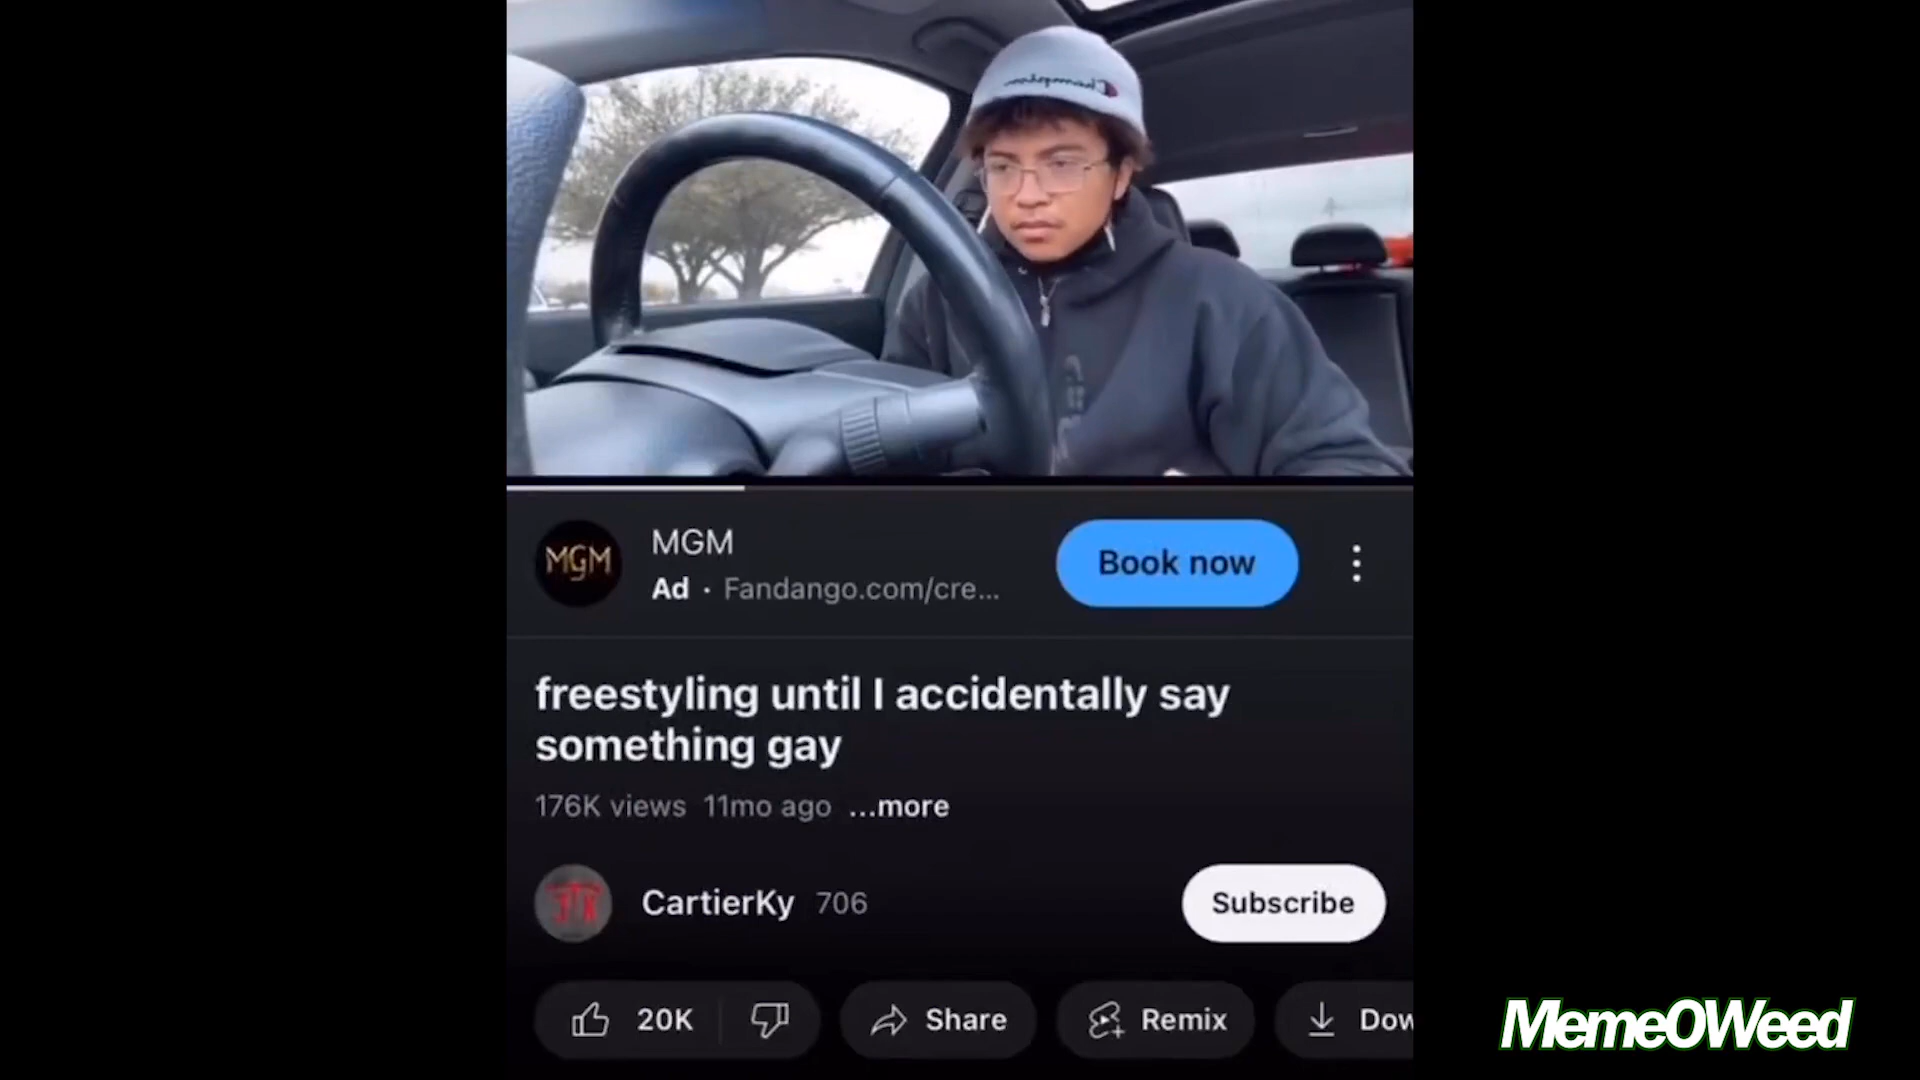 Champion
MGM
MGM
Book now
Ad · Fandango.com/cre...
freestyling until I accidentally say
something gay
176K views 11mo ago ...more
CartierKy 706
Subscribe
20K
Share
Remix
Dow
MemeOWeed